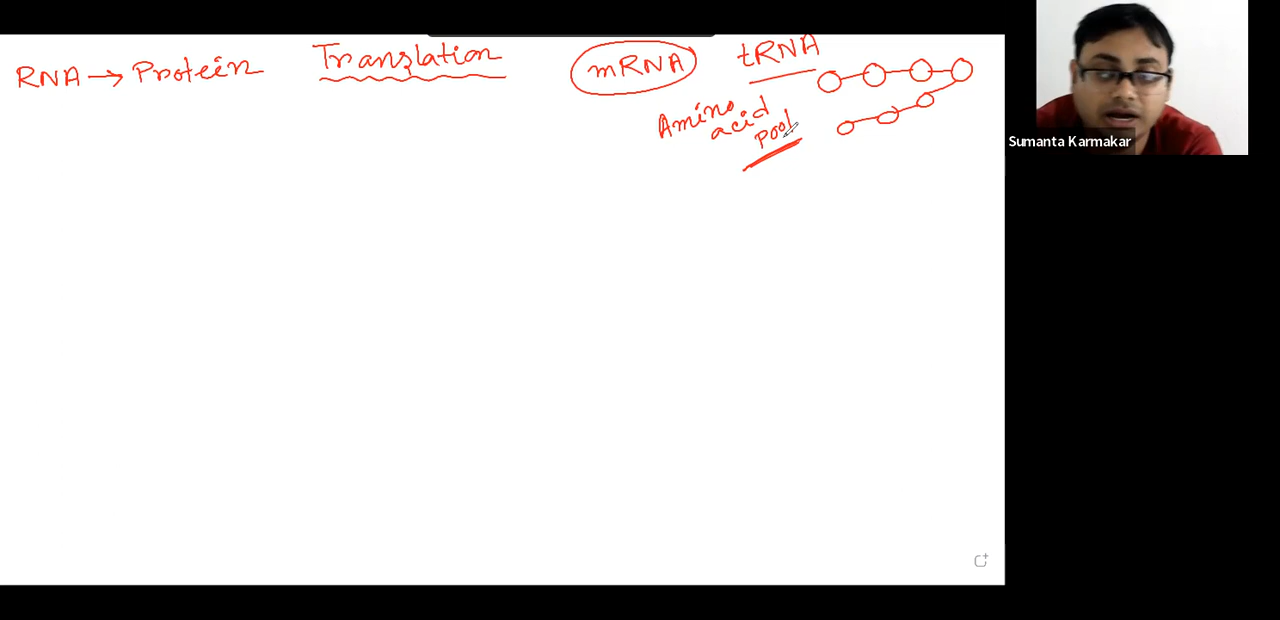 RNA → Protein
Translation
mRNA
tRNA
Amino
acid
pool
Sumanta Karmakar